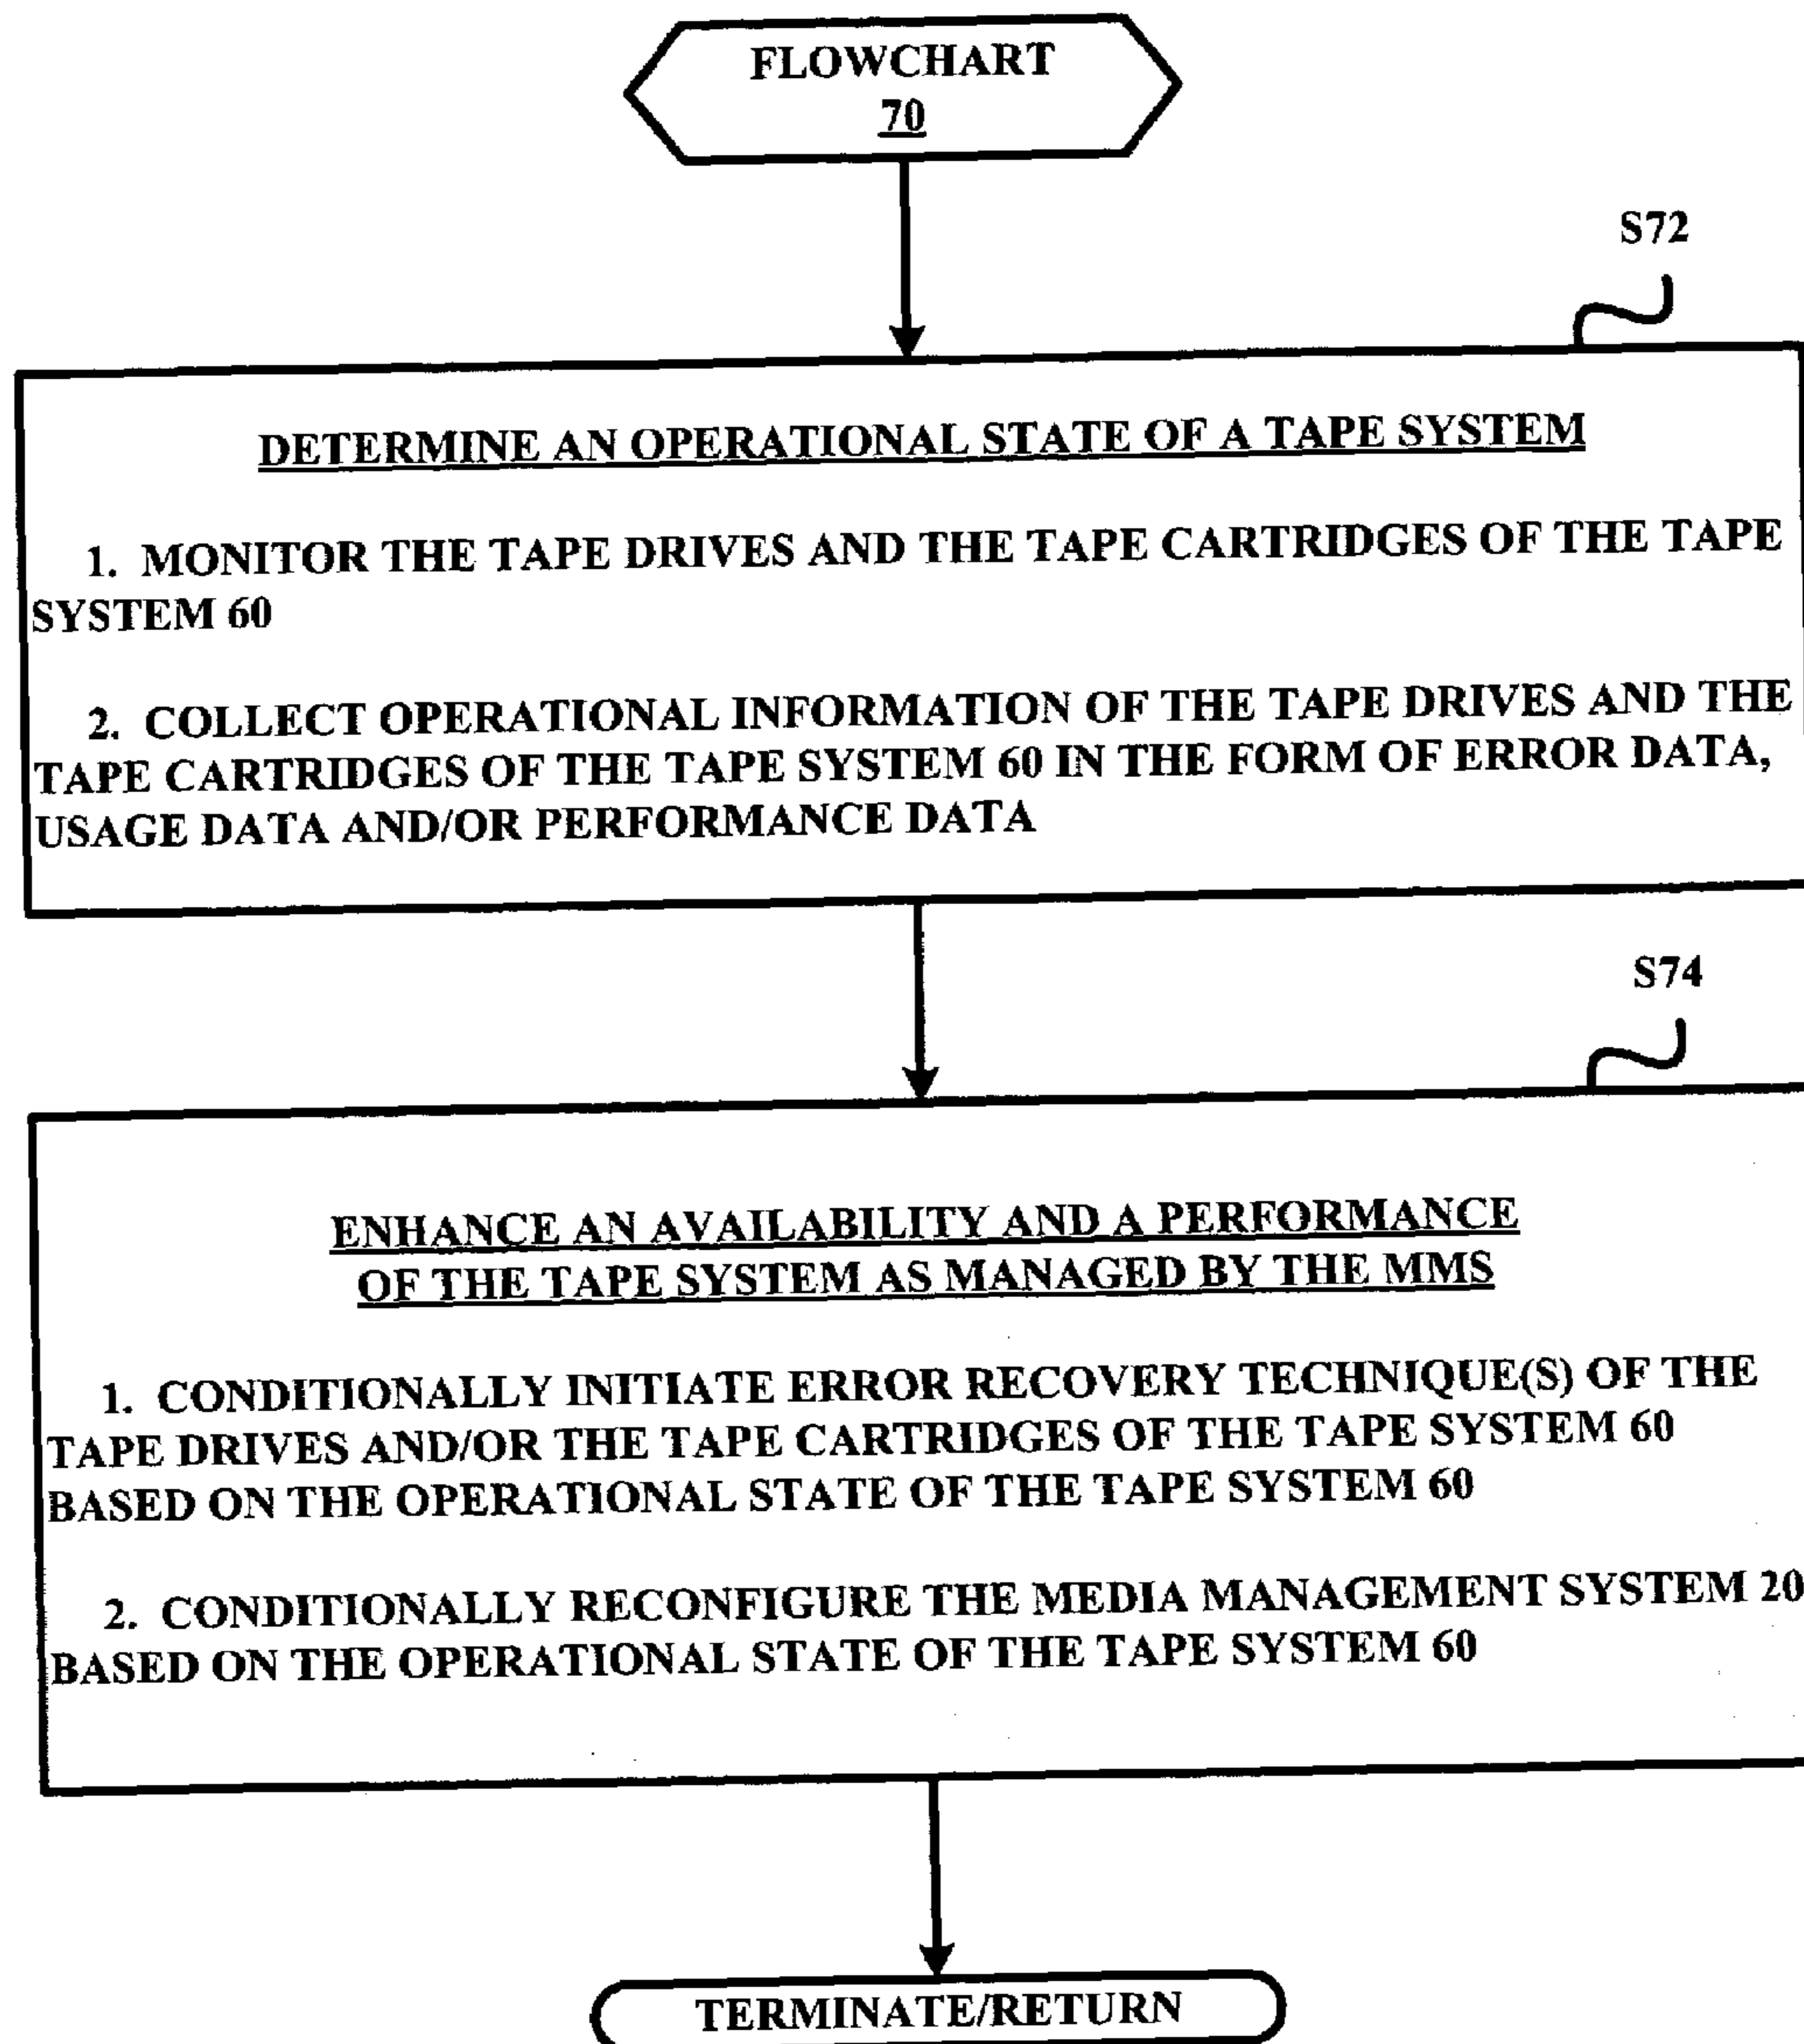 FLOWCHART
70
S72
DETERMINE AN OPERATIONAL STATE OF A TAPE SYSTEM
1. MONITOR THE TAPE DRIVES AND THE TAPE CARTRIDGES OF THE TAPE
SYSTEM 60
2. COLLECT OPERATIONAL INFORMATION OF THE TAPE DRIVES AND THE
TAPE CARTRIDGES OF THE TAPE SYSTEM 60 IN THE FORM OF ERROR DATA,
USAGE DATA AND/OR PERFORMANCE DATA
S74
ENHANCE AN AVAILABILITY AND A PERFORMANCE
OF THE TAPE SYSTEM AS MANAGED BY THE MMS
1. CONDITIONALLY INITIATE ERROR RECOVERY TECHNIQUE(S) OF THE
TAPE DRIVES AND/OR THE TAPE CARTRIDGES OF THE TAPE SYSTEM 60
BASED ON THE OPERATIONAL STATE OF THE TAPE SYSTEM 60
2. CONDITIONALLY RECONFIGURE THE MEDIA MANAGEMENT SYSTEM 20
BASED ON THE OPERATIONAL STATE OF THE TAPE SYSTEM 60
TERMINATE/RETURN